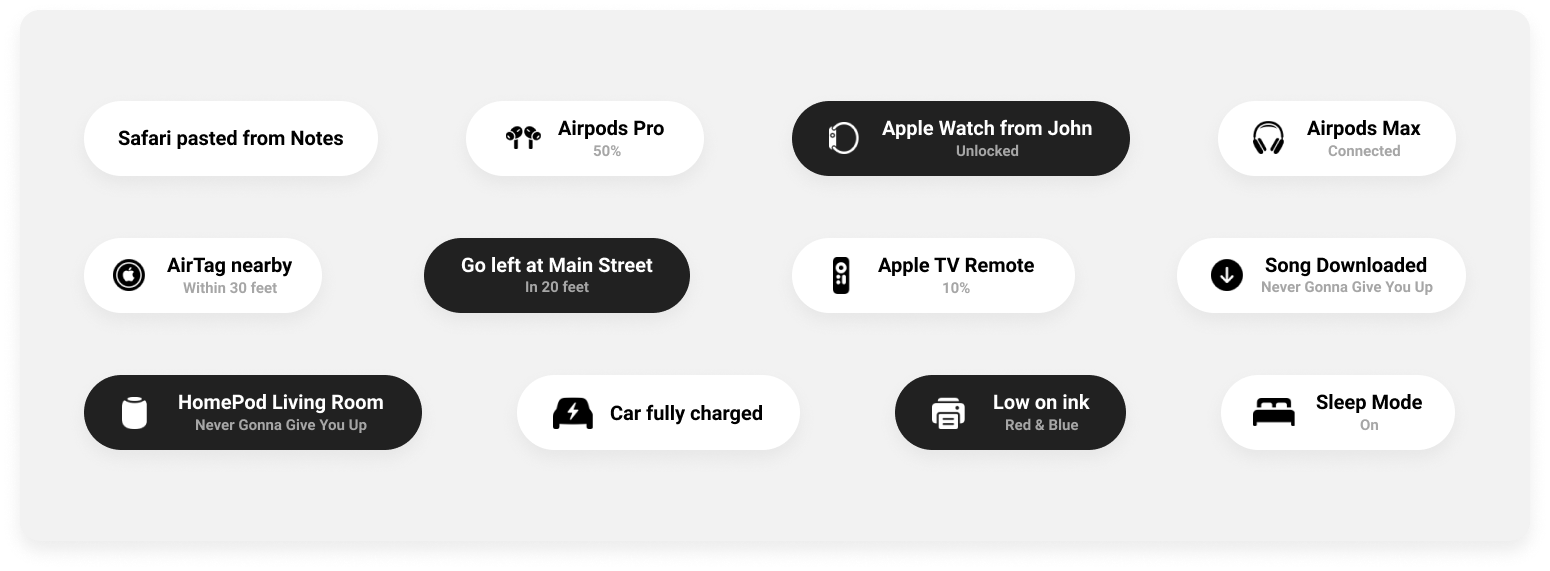 Safari pasted from Notes
Airpods Pro
50%
Apple Watch from John
Unlocked
Airpods Max
Connected
AirTag nearby
Within 30 feet
Go left at Main Street
In 20 feet
Apple TV Remote
10%
Song Downloaded
Never Gonna Give You Up
HomePod Living Room
Never Gonna Give You Up
Car fully charged
Low on ink
Red & Blue
Sleep Mode
On